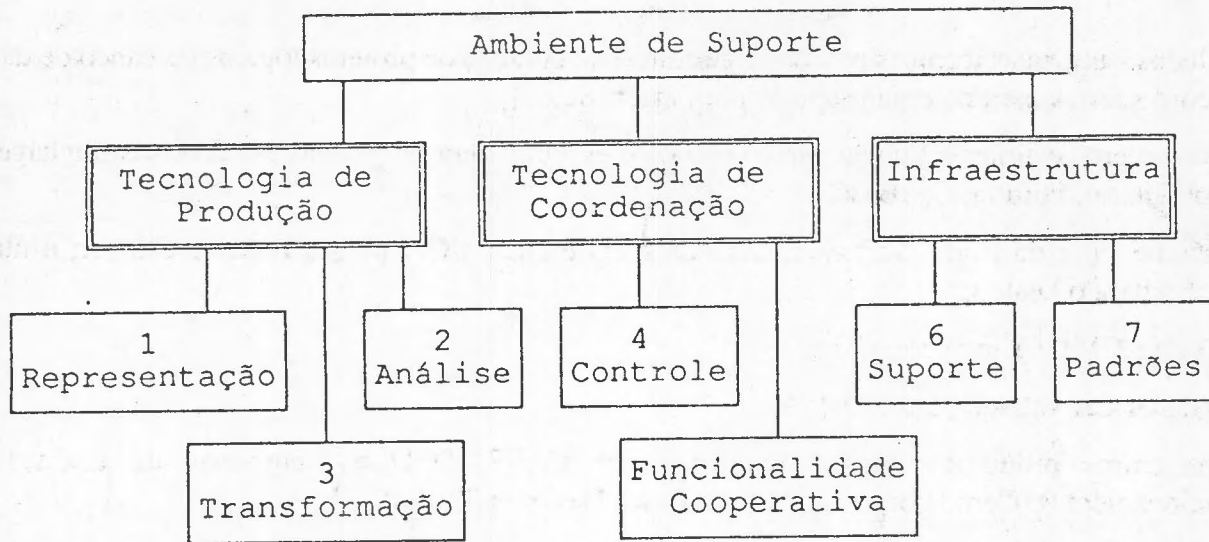 Ambiente de Suporte
Tecnologia de
Produção
Tecnologia de
Coordenação
Infraestrutura
1
Representação
2
Análise
4
Controle
6
Suporte
7
Padrões
3
Transformação
Funcionalidade
Cooperativa